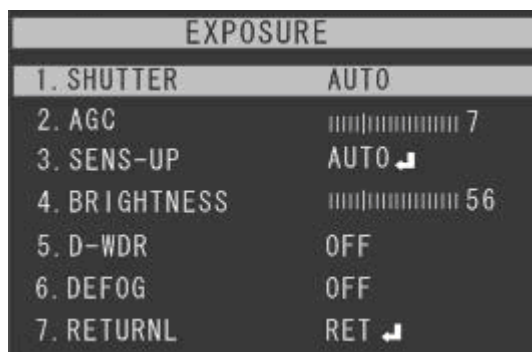 EXPOSURE
1. SHUTTER AUTO
2. AGC 7
3. SENS-UP AUTO
4. BRIGHTNESS 56
5. D-WDR OFF
6. DEFOG OFF
7. RETURNL RET